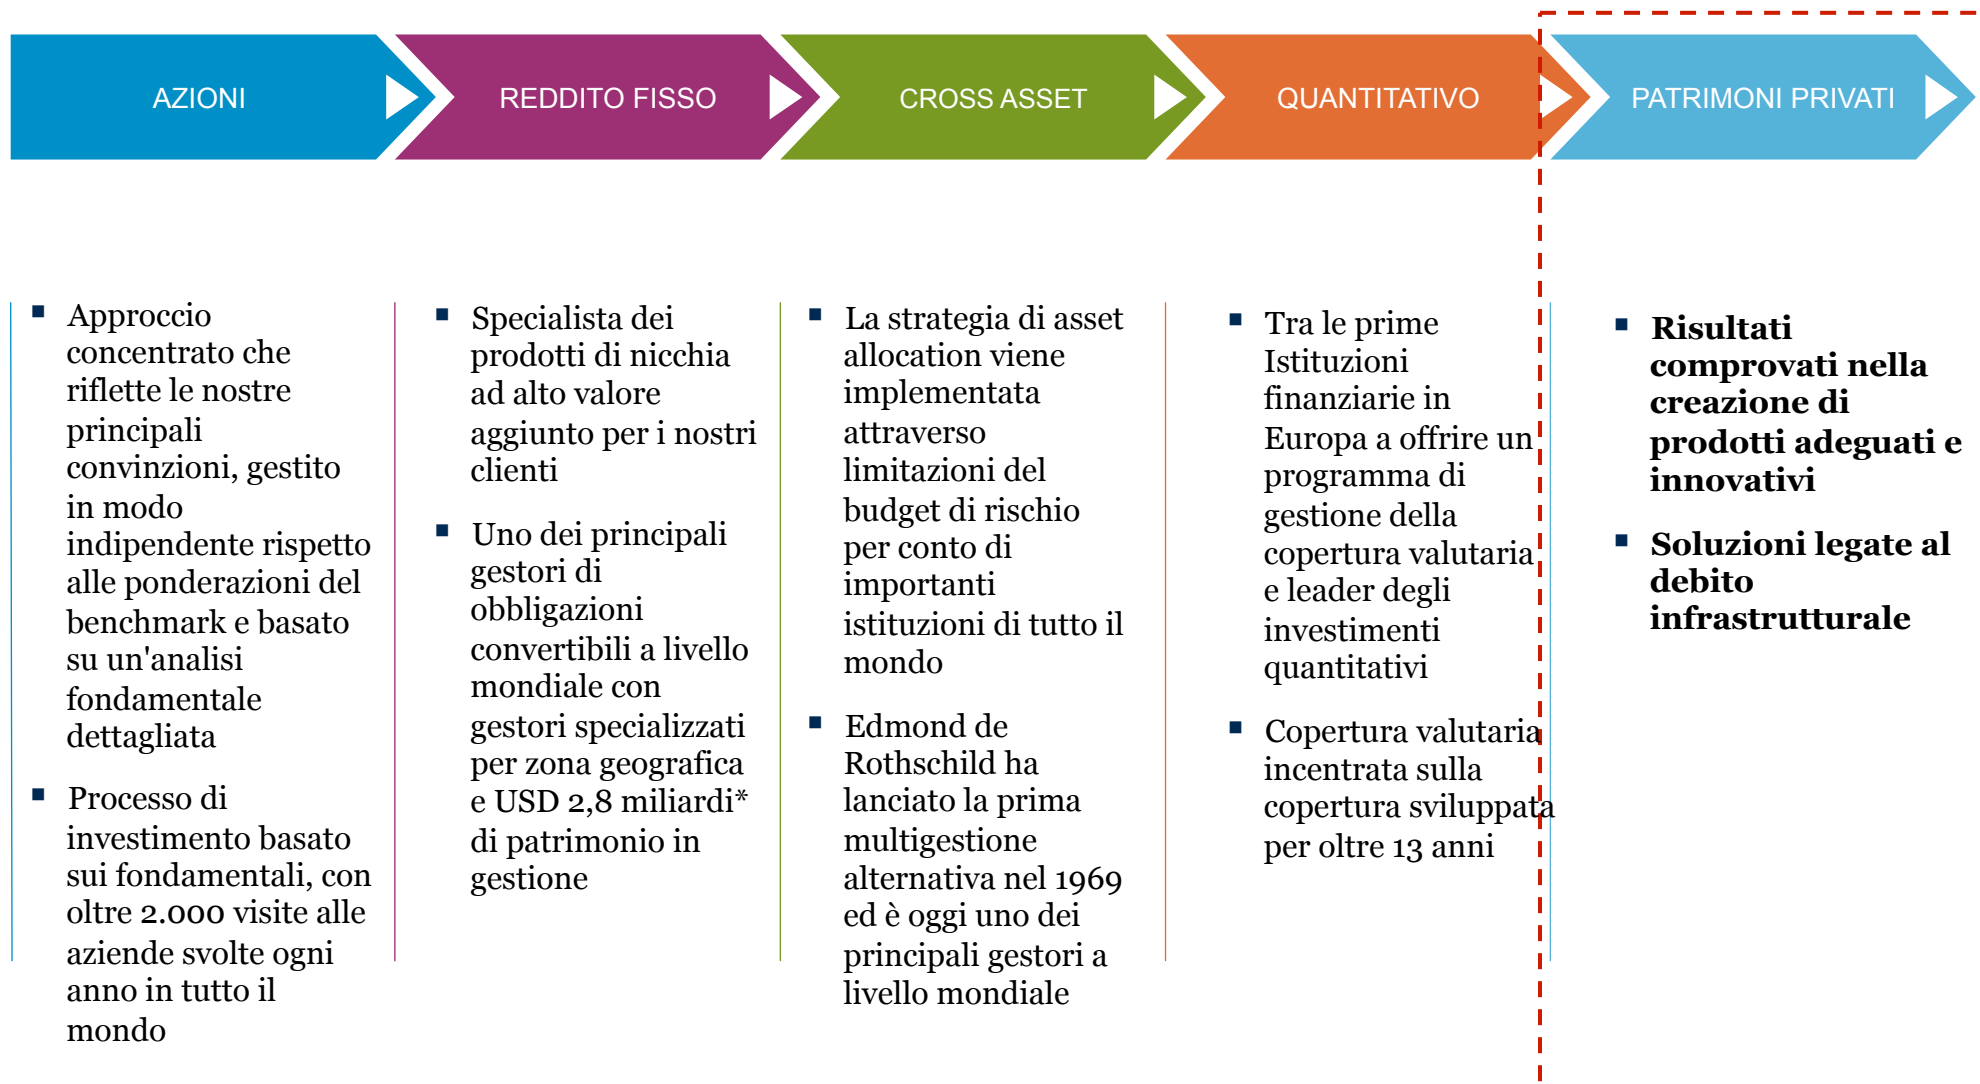 AZIONI
REDDITO FISSO
CROSS ASSET
QUANTITATIVO
PATRIMONI PRIVATI
▪ Approccio
concentrato che
riflette le nostre
principali
convinzioni, gestito
in modo
indipendente rispetto
alle ponderazioni del
benchmark e basato
su un'analisi
fondamentale
dettagliata
▪ Processo di
investimento basato
sui fondamentali, con
oltre 2.000 visite alle
aziende svolte ogni
anno in tutto il
mondo
▪ Specialista dei
prodotti di nicchia
ad alto valore
aggiunto per i nostri
clienti
▪ Uno dei principali
gestori di
obbligazioni
convertibili a livello
mondiale con
gestori specializzati
per zona geografica
e USD 2,8 miliardi*
di patrimonio in
gestione
▪ La strategia di asset
allocation viene
implementata
attraverso
limitazioni del
budget di rischio
per conto di
importanti
istituzioni di tutto il
mondo
▪ Edmond de
Rothschild ha
lanciato la prima
multigestione
alternativa nel 1969
ed è oggi uno dei
principali gestori a
livello mondiale
▪ Tra le prime
Istituzioni
finanziarie in
Europa a offrire un
programma di
gestione della
copertura valutaria
e leader degli
investimenti
quantitativi
▪ Copertura valutaria
incentrata sulla
copertura sviluppata
per oltre 13 anni
▪ Risultati
comprovati nella
creazione di
prodotti adeguati e
innovativi
▪ Soluzioni legate al
debito
infrastrutturale